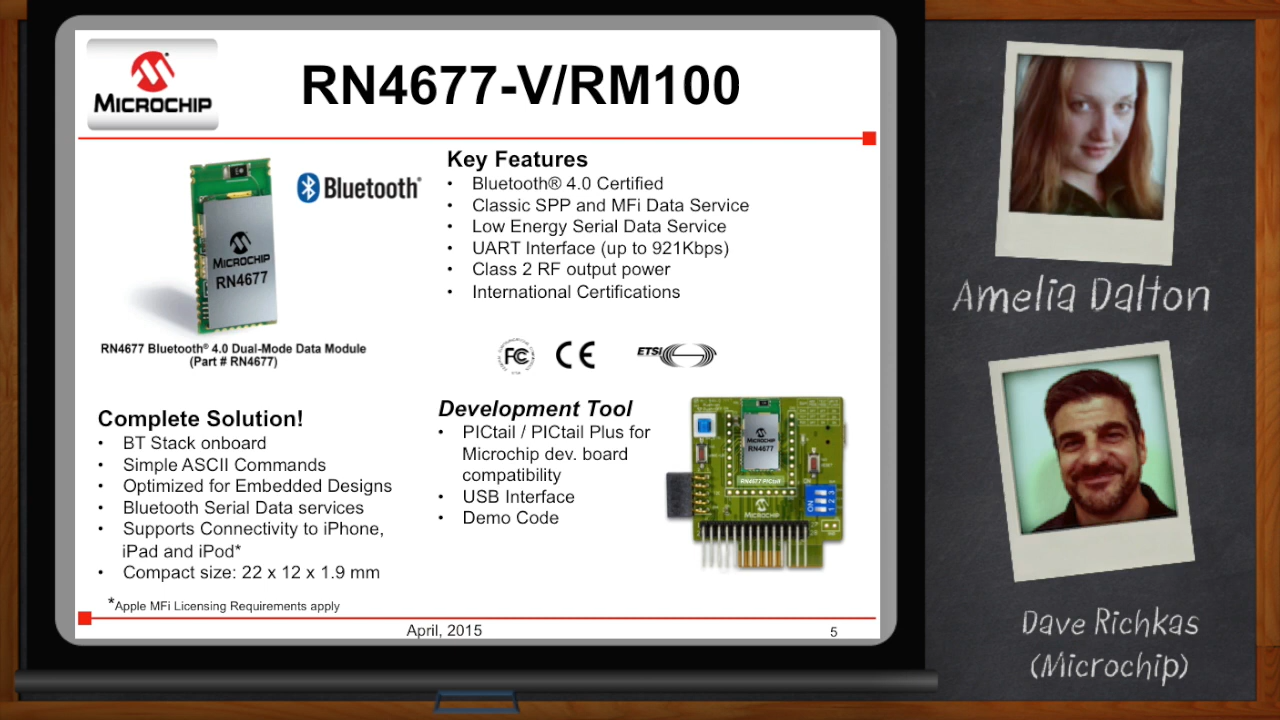 MICROCHIP
RN4677-V/RM100
Bluetooth®
MICROCHIP
RN4677
RN4677 Bluetooth® 4.0 Dual-Mode Data Module
(Part # RN4677)
Key Features
• Bluetooth® 4.0 Certified
• Classic SPP and MFi Data Service
• Low Energy Serial Data Service
• UART Interface (up to 921Kbps)
• Class 2 RF output power
• International Certifications
FC CE ETSI
Complete Solution!
• BT Stack onboard
• Simple ASCII Commands
• Optimized for Embedded Designs
• Bluetooth Serial Data services
• Supports Connectivity to iPhone,
iPad and iPod*
• Compact size: 22 x 12 x 1.9 mm
*Apple MFi Licensing Requirements apply
Development Tool
• PICtail / PICtail Plus for
Microchip dev. board
compatibility
• USB Interface
• Demo Code
MICROCHIP
RN4677
RN4677 PICtail
ON
1 2 3
MICROCHIP
April, 2015
5
Amelia Dalton
Dave Richkas
(Microchip)